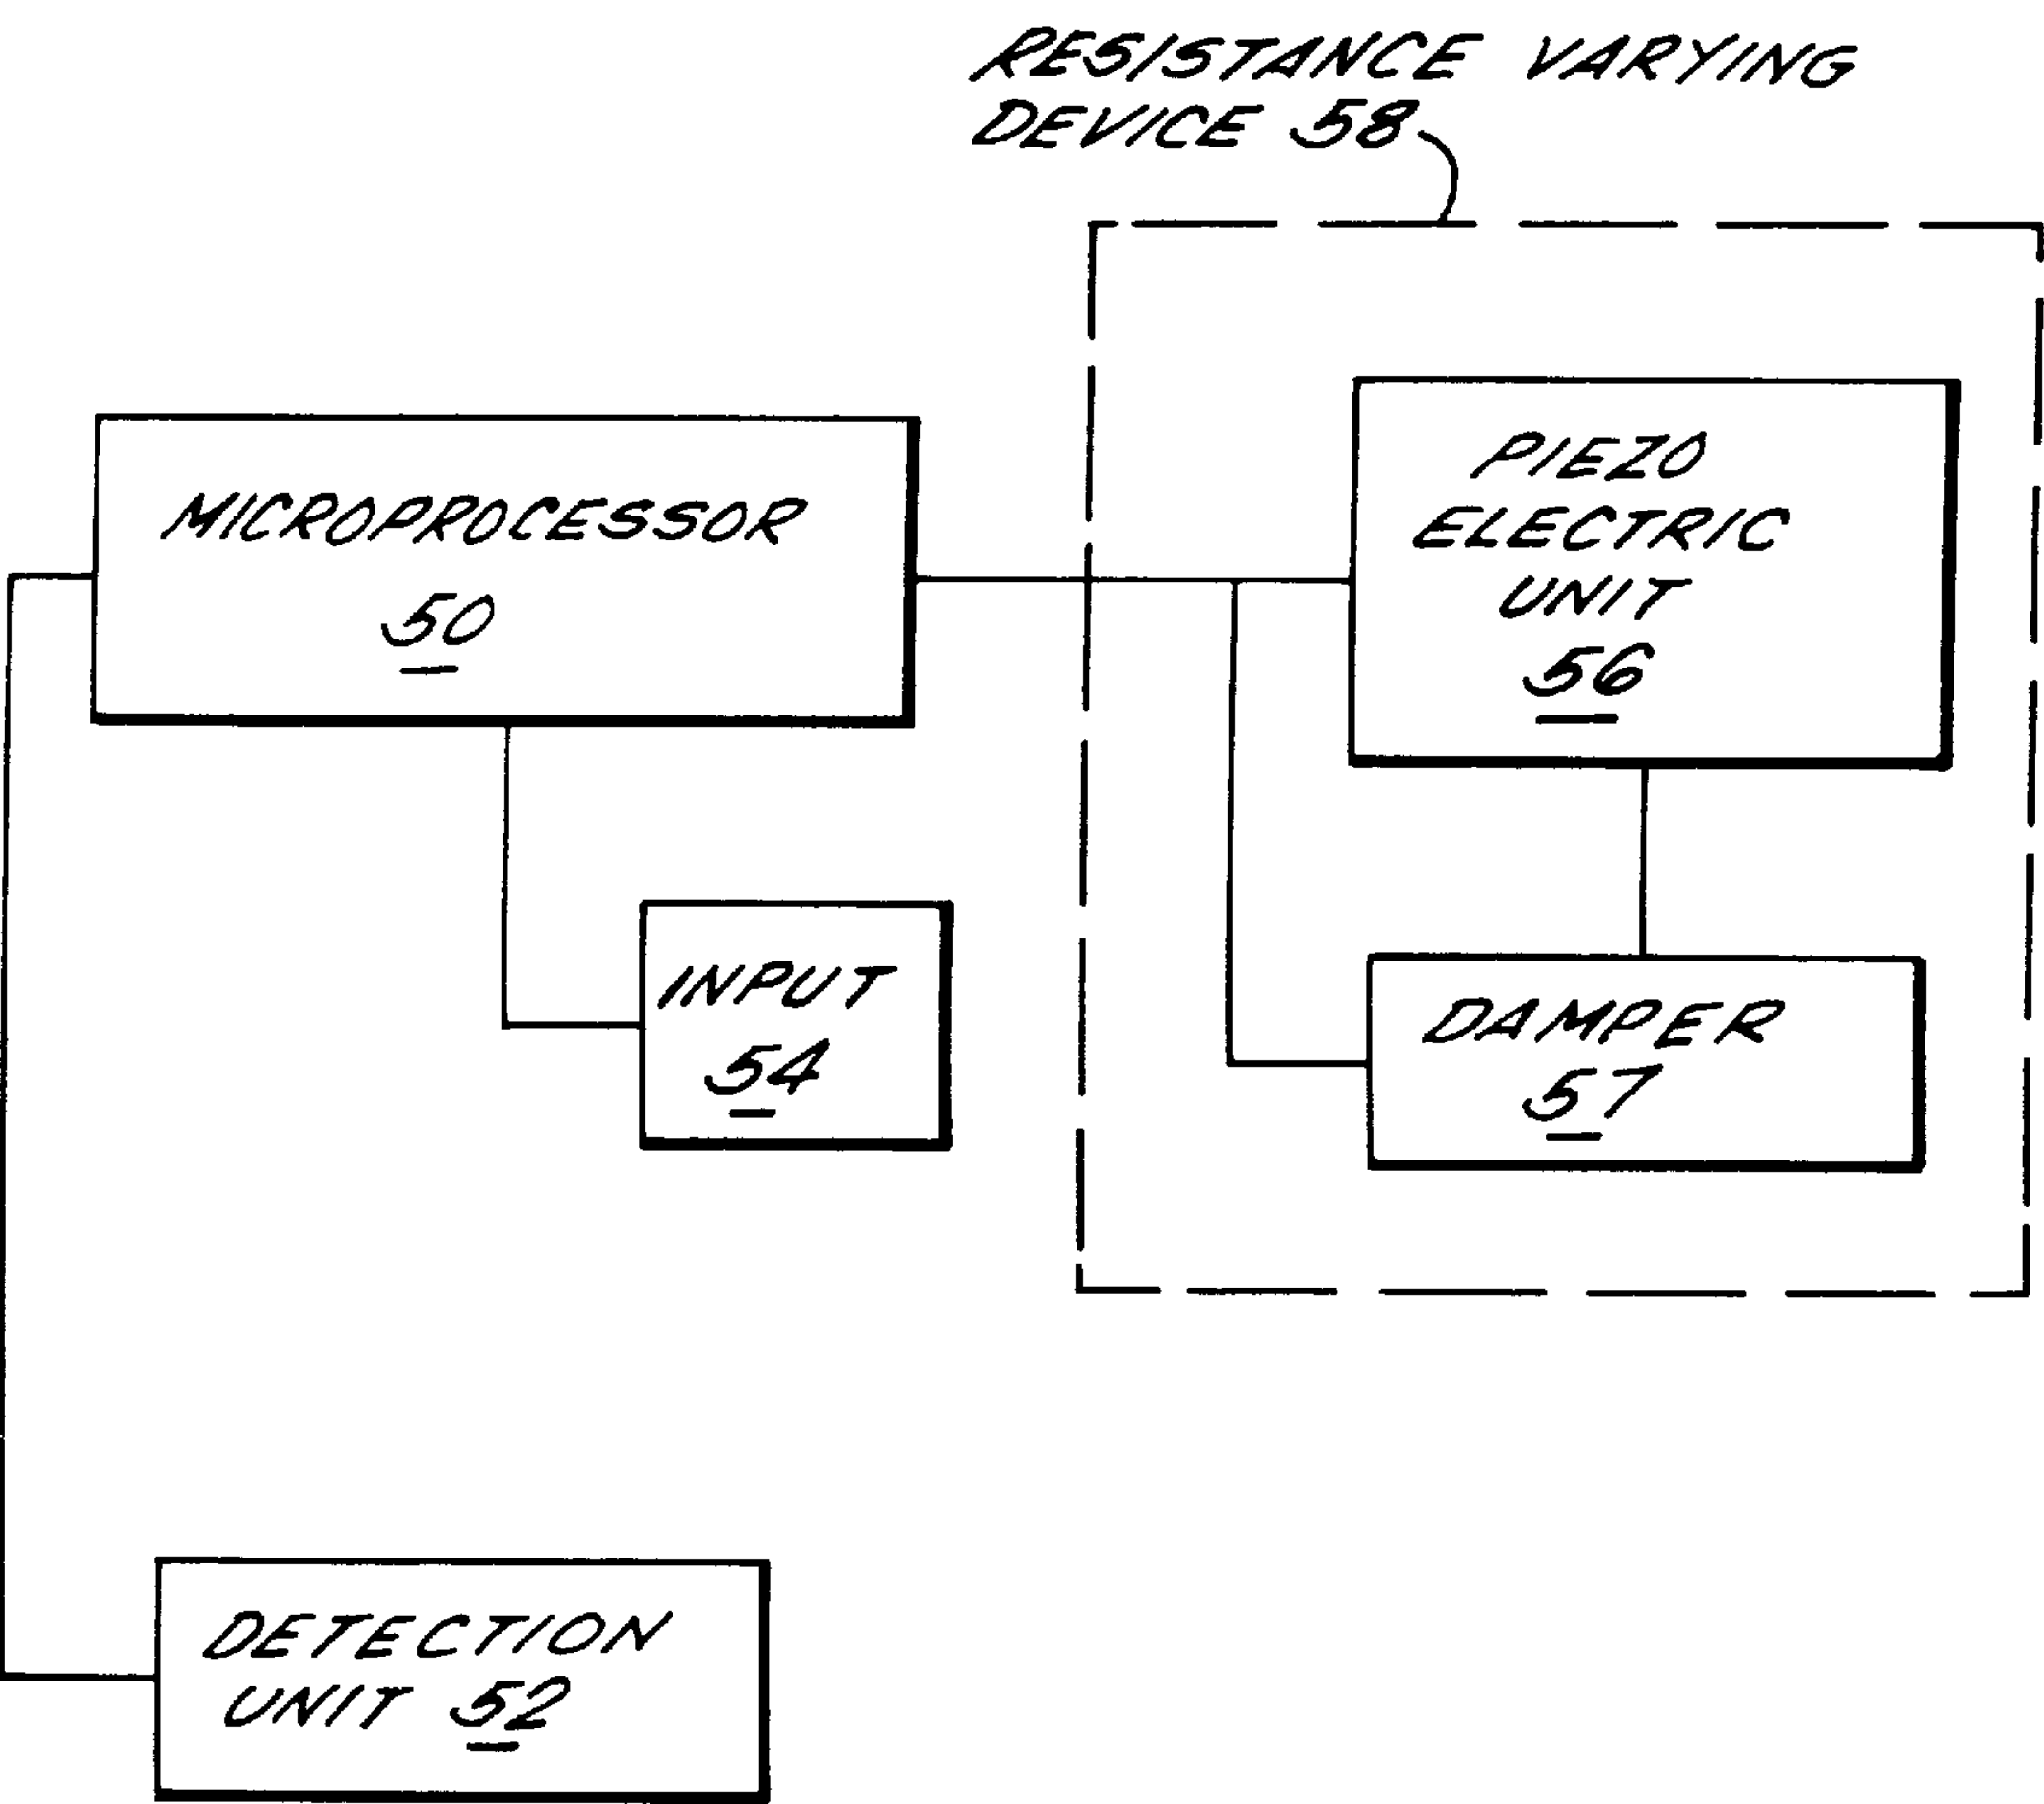 RESISTANCE VARYING
DEVICE 58
MICROPROCESSOR
50
PIEZO
ELECTRIC
UNIT
56
INPUT
54
DAMPER
57
DETECTION
UNIT 52